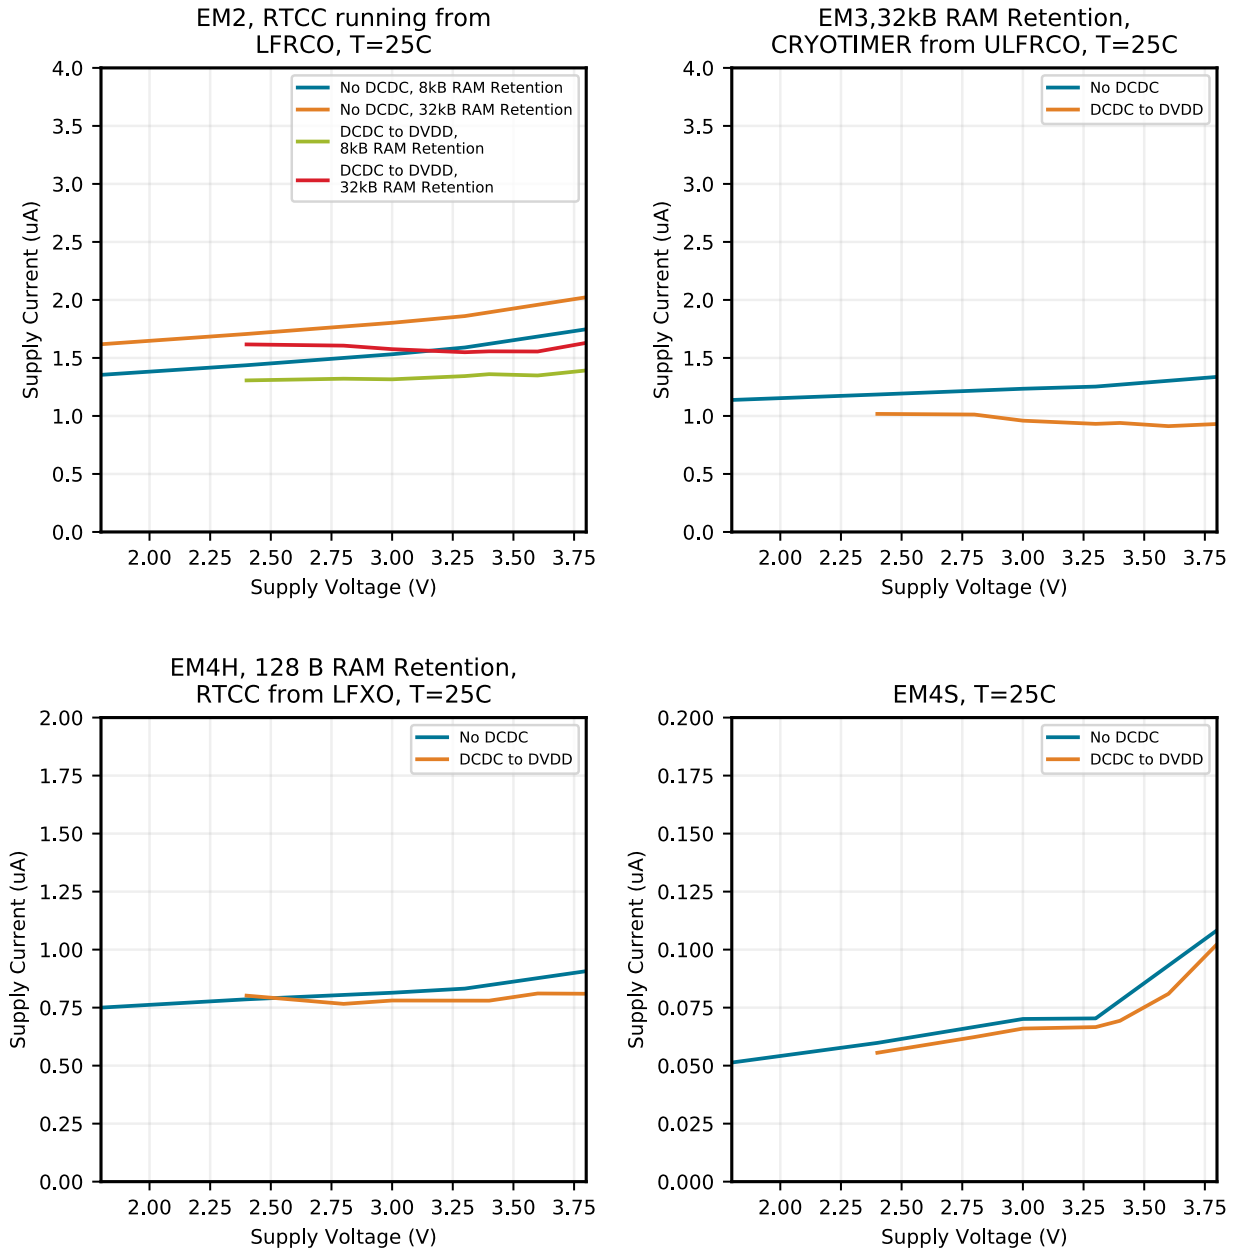 EM2, RTCC running from
LFRCO, T=25C
4.0
3.5
3.0
2.5
2.0
1.5
1.0
0.5
0.0
Supply Current (uA)
No DCDC, 8kB RAM Retention
No DCDC, 32kB RAM Retention
DCDC to DVDD,
8kB RAM Retention
DCDC to DVDD,
32kB RAM Retention
2.00 2.25 2.50 2.75 3.00 3.25 3.50 3.75
Supply Voltage (V)
EM3,32kB RAM Retention,
CRYOTIMER from ULFRCO, T=25C
4.0
3.5
3.0
2.5
2.0
1.5
1.0
0.5
0.0
Supply Current (uA)
No DCDC
DCDC to DVDD
2.00 2.25 2.50 2.75 3.00 3.25 3.50 3.75
Supply Voltage (V)
EM4H, 128 B RAM Retention,
RTCC from LFXO, T=25C
2.00
1.75
1.50
1.25
1.00
0.75
0.50
0.25
0.00
Supply Current (uA)
No DCDC
DCDC to DVDD
2.00 2.25 2.50 2.75 3.00 3.25 3.50 3.75
Supply Voltage (V)
EM4S, T=25C
0.200
0.175
0.150
0.125
0.100
0.075
0.050
0.025
0.000
Supply Current (uA)
No DCDC
DCDC to DVDD
2.00 2.25 2.50 2.75 3.00 3.25 3.50 3.75
Supply Voltage (V)